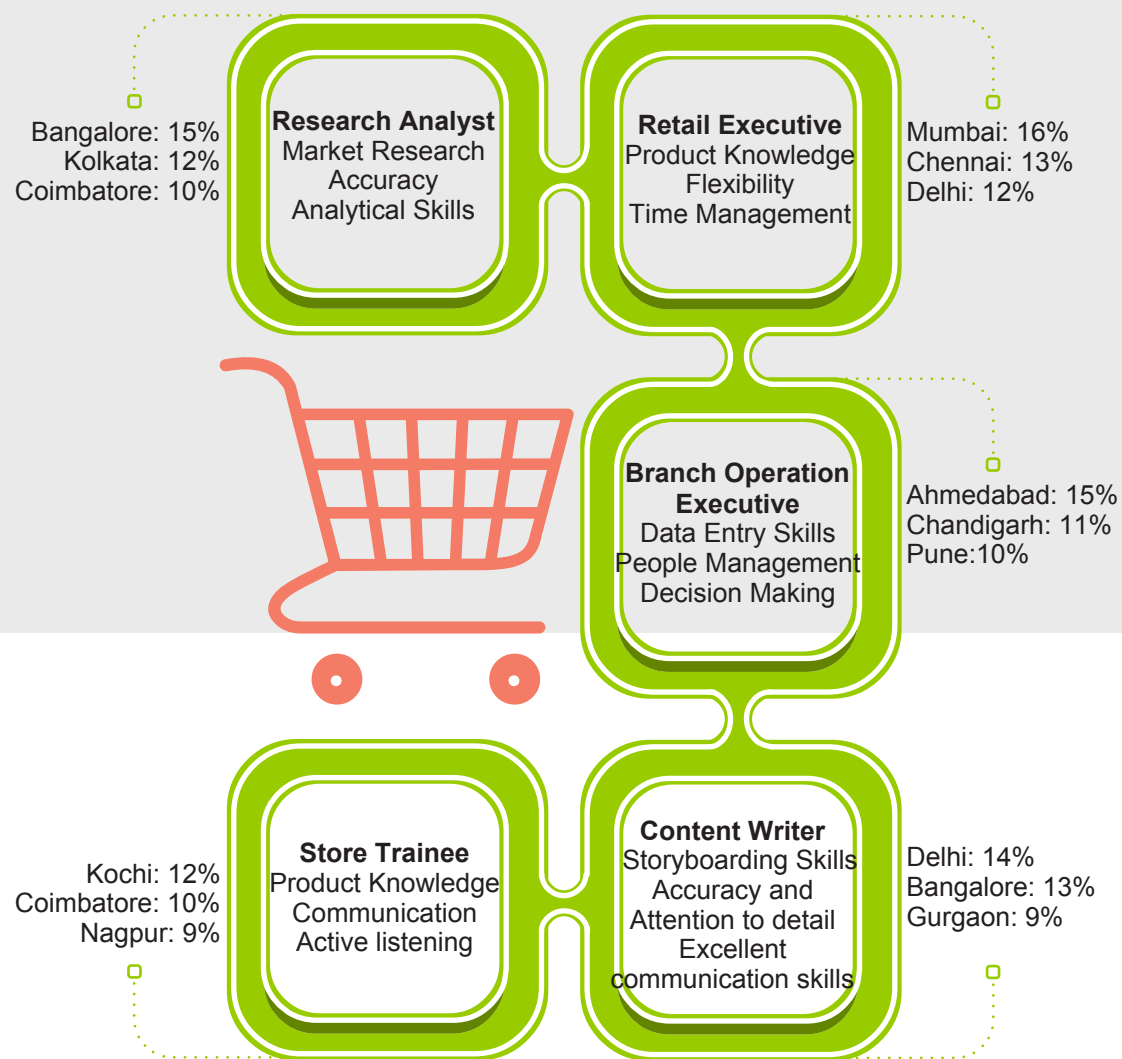 Bangalore: 15%
Kolkata: 12%
Coimbatore: 10%
Research Analyst
Market Research
Accuracy
Analytical Skills
Retail Executive
Product Knowledge
Flexibility
Time Management
Mumbai: 16%
Chennai: 13%
Delhi: 12%
Branch Operation
Executive
Data Entry Skills
People Management
Decision Making
Ahmedabad: 15%
Chandigarh: 11%
Pune:10%
Kochi: 12%
Coimbatore: 10%
Nagpur: 9%
Store Trainee
Product Knowledge
Communication
Active listening
Content Writer
Storyboarding Skills
Accuracy and
Attention to detail
Excellent
communication skills
Delhi: 14%
Bangalore: 13%
Gurgaon: 9%